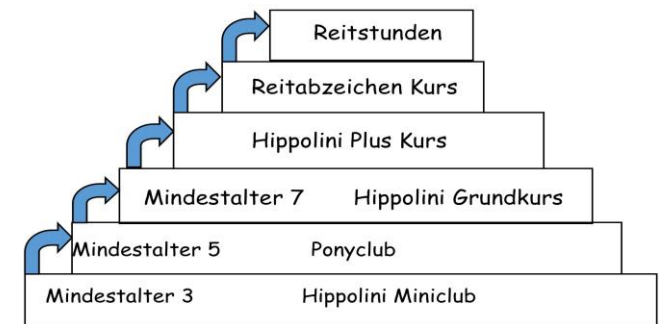 Reitstunden
Reitabzeichen Kurs
Hippolini Plus Kurs
Mindestalter 7 Hippolini Grundkurs
Mindestalter 5 Ponyclub
Mindestalter 3 Hippolini Miniclub